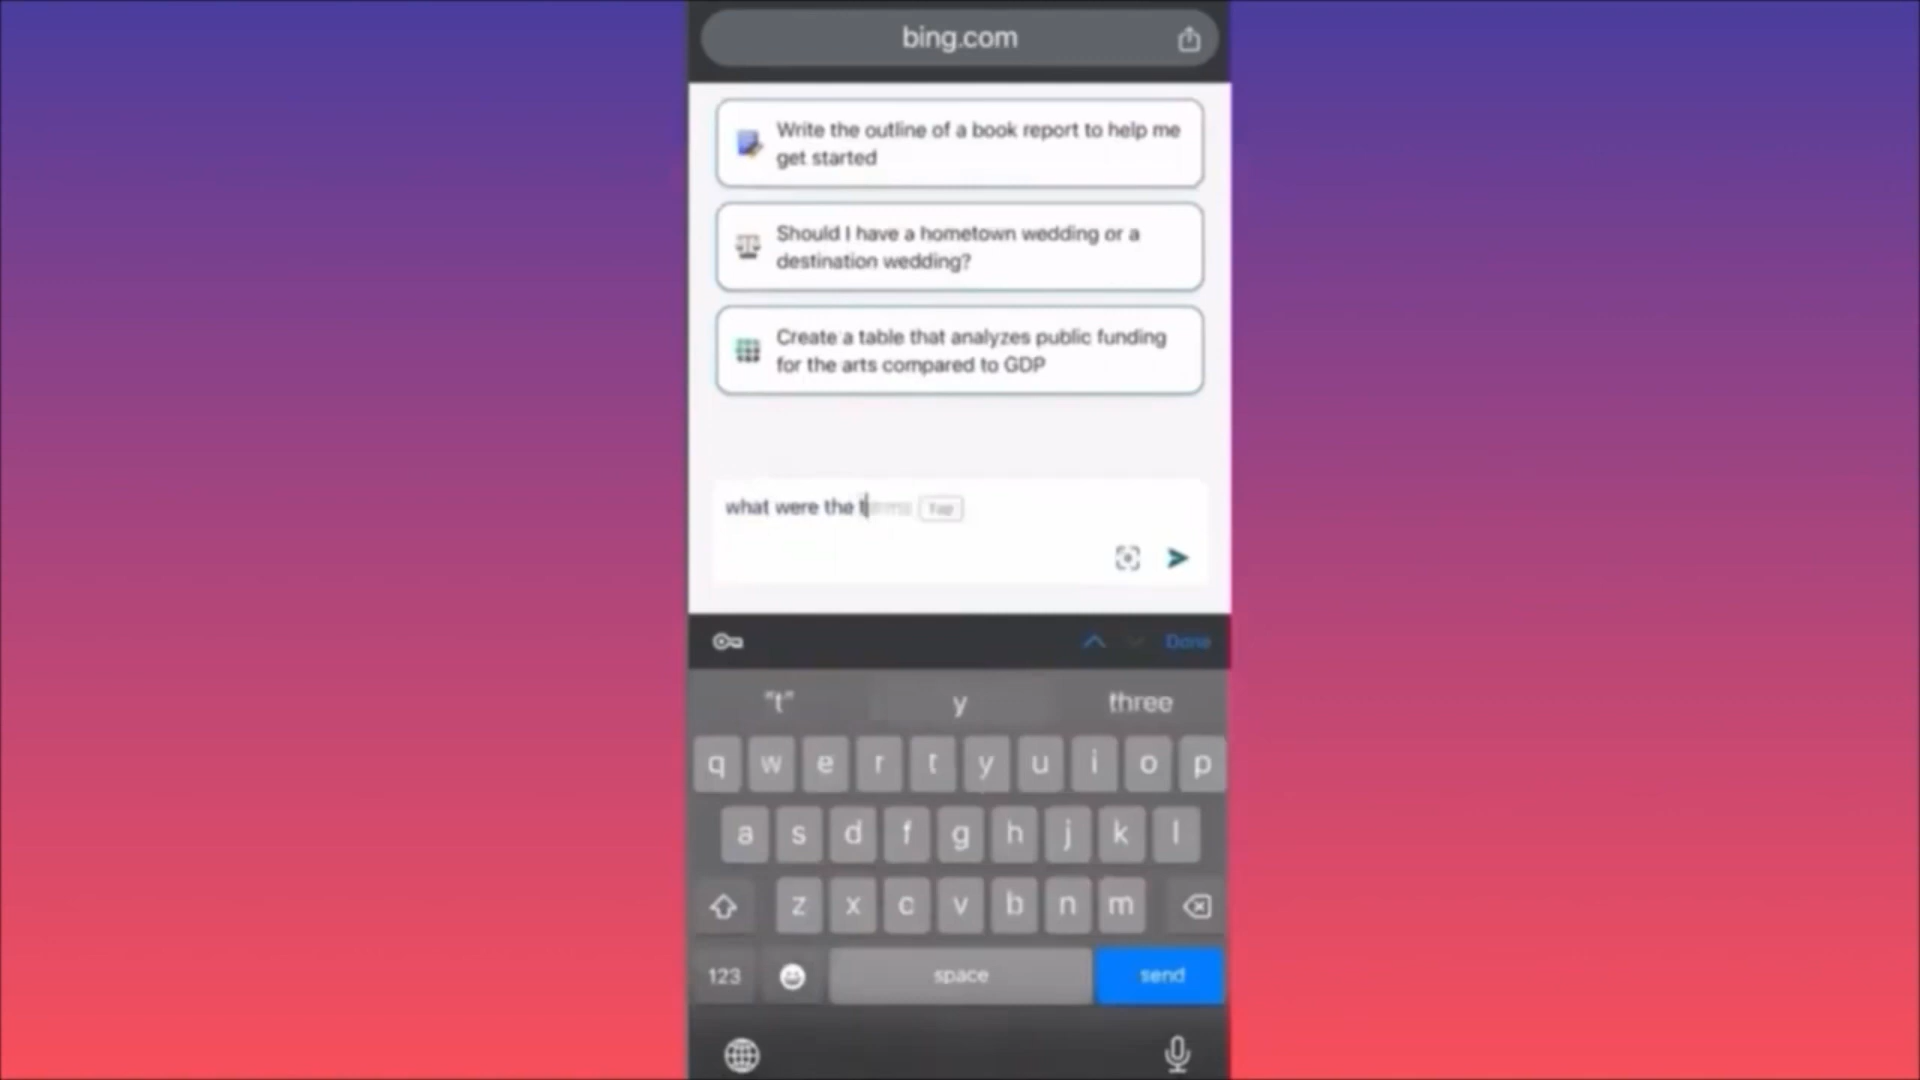 bing.com
Write the outline of a book report to help me
get started
Should I have a hometown wedding or a
destination wedding?
Create a table that analyzes public funding
for the arts compared to GDP
what were the t
Tap
Done
"t" y three
q w e r t y u i o p
a s d f g h j k l
z x c v b n m
123 space send